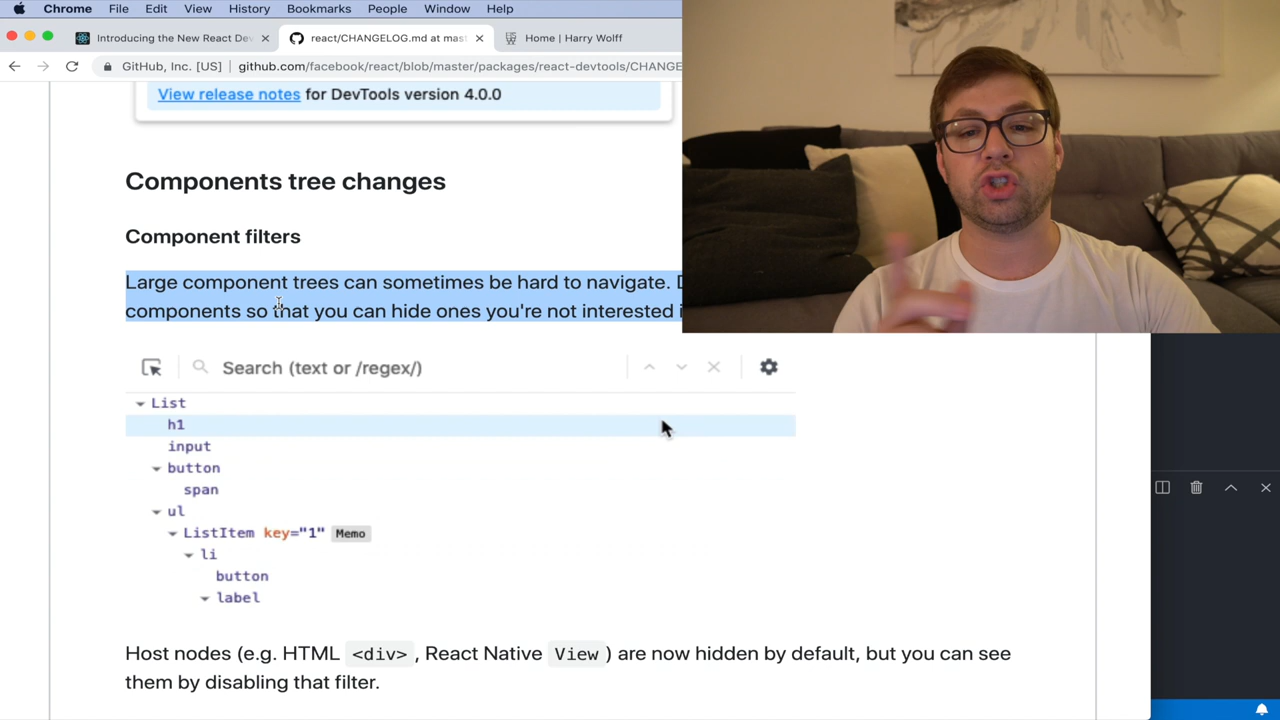 Chrome File Edit View History Bookmarks People Window Help
Introducing the New React Dev
react/CHANGELOG.md at mast
Home | Harry Wolff
GitHub, Inc. [US] | github.com/facebook/react/blob/master/packages/react-devtools/CHANGE
View release notes for DevTools version 4.0.0
Components tree changes
Component filters
Large component trees can sometimes be hard to navigate. D
components so that you can hide ones you're not interested i
Search (text or /regex/)
List
h1
input
button
span
ul
ListItem key="1" Memo
li
button
label
Host nodes (e.g. HTML <div> , React Native View ) are now hidden by default, but you can see
them by disabling that filter.